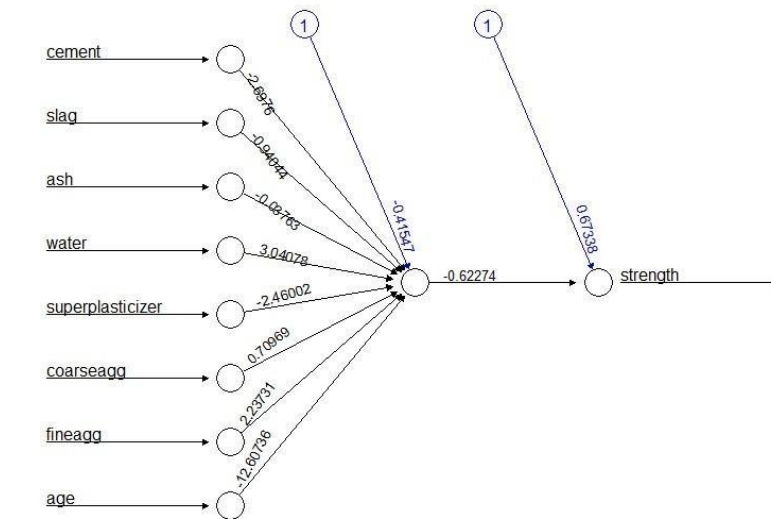 1
1
cement
-2.6976
slag
-0.94044
ash
-0.03763
-0.41547
0.67338
water
3.04078
-0.62274
strength
superplasticizer
-2.46002
coarseagg
0.70969
fineagg
2.23731
age
-12.60736